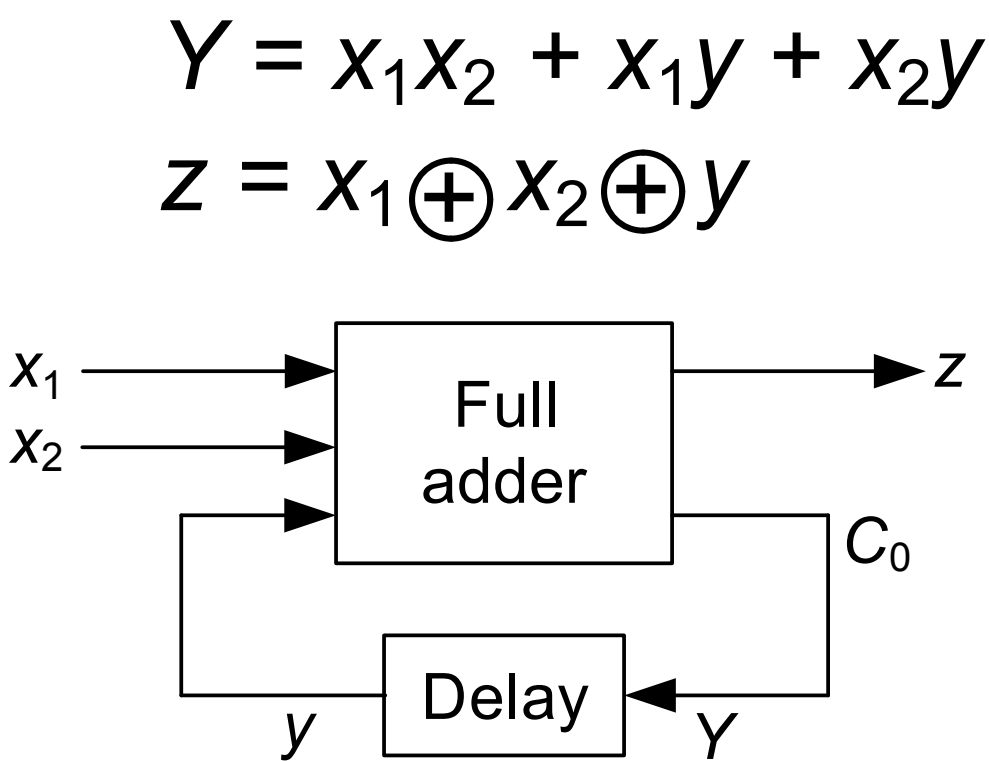 Y = x₁x₂ + x₁y + x₂y
z = x₁⊕x₂⊕y
x₁
z
x₂
Full
adder
C₀
Delay
y
Y